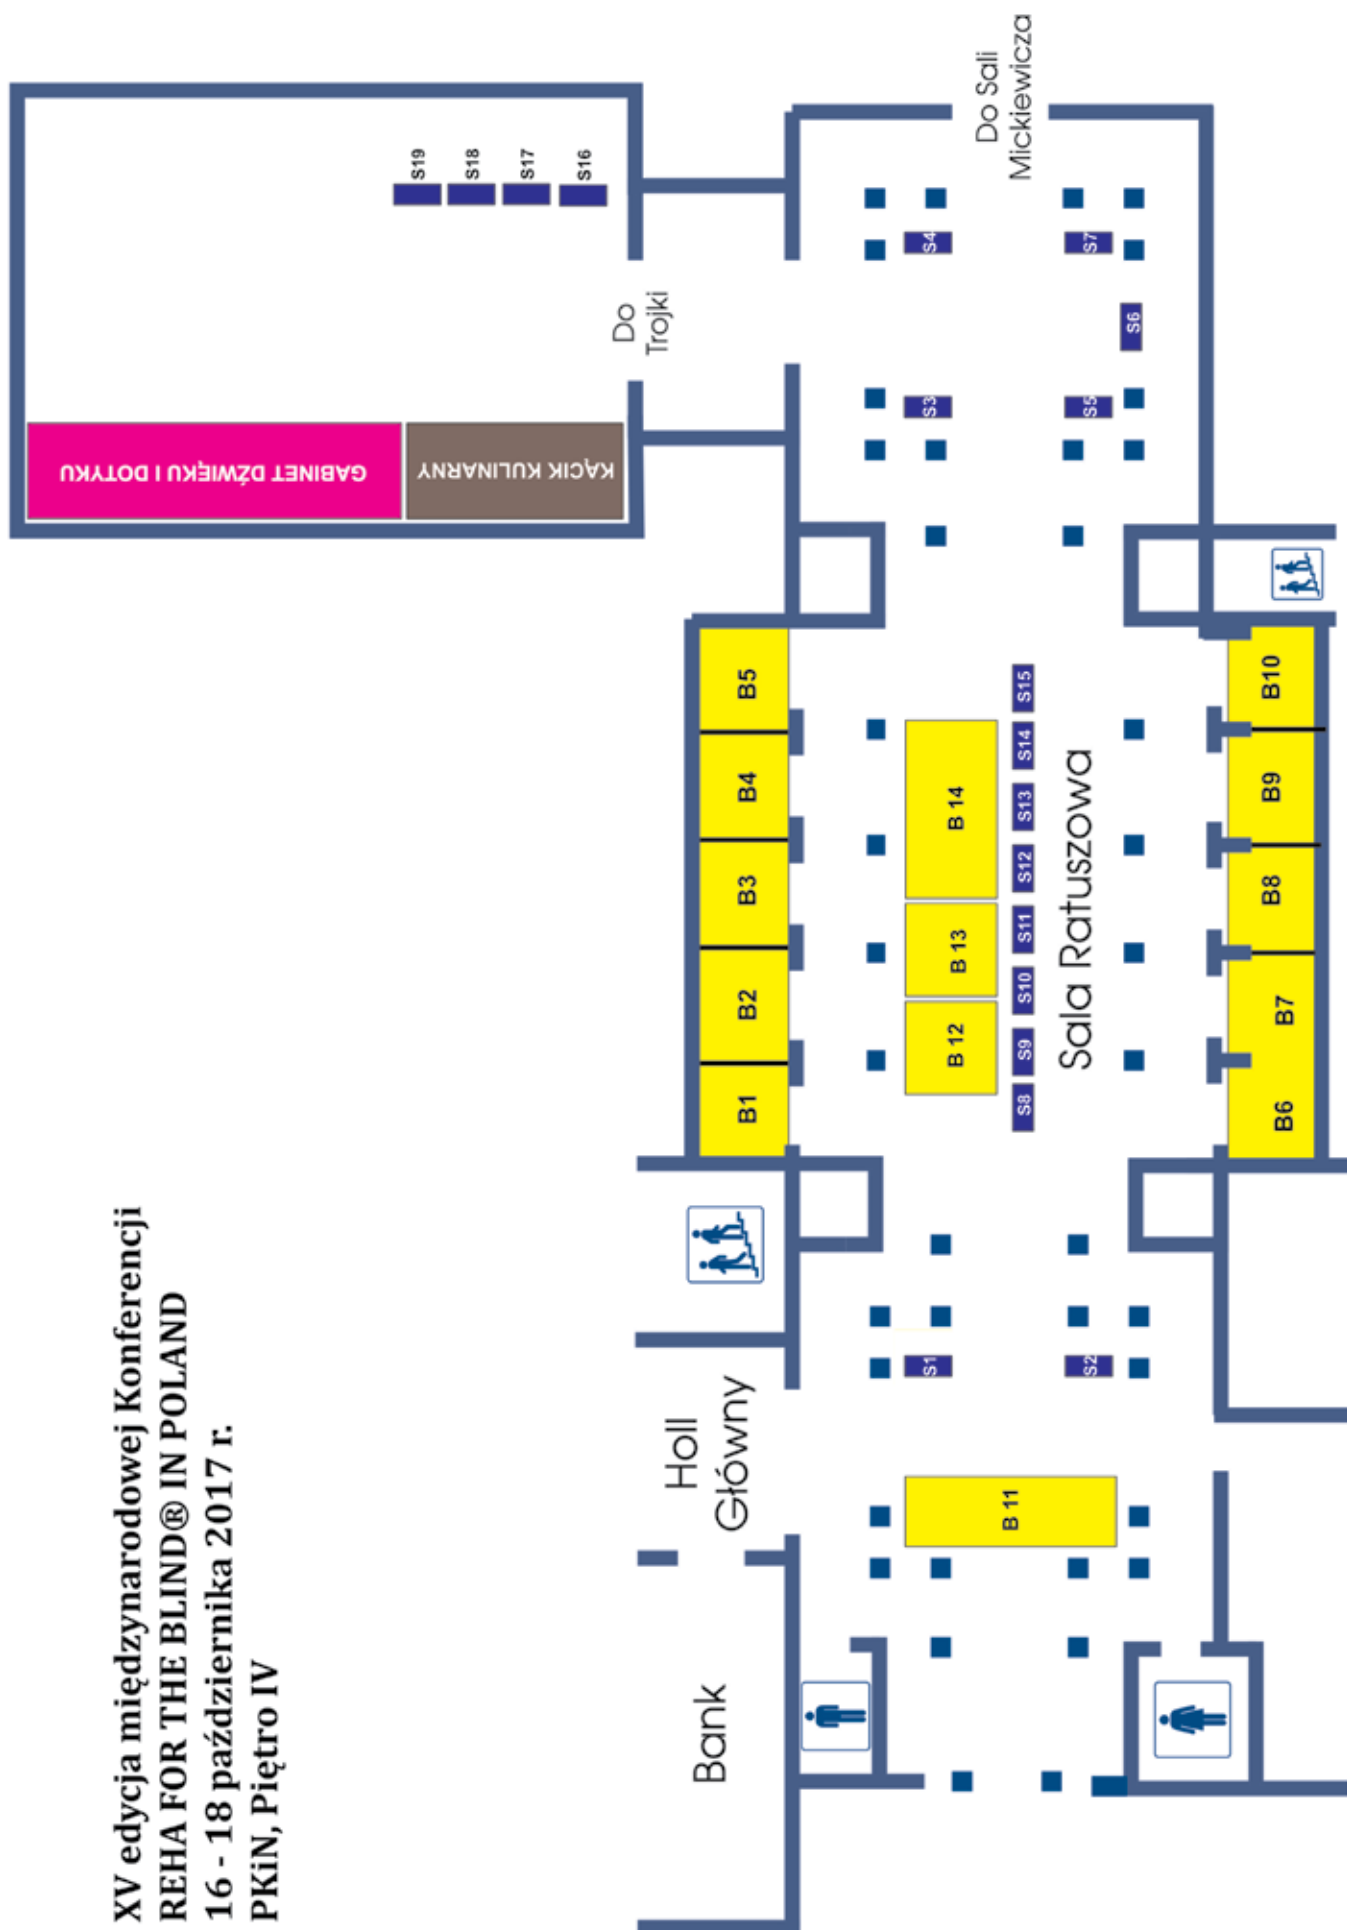 XV edycja międzynarodowej Konferencji
REHA FOR THE BLIND® IN POLAND
16 - 18 października 2017 r.
PKiN, Piętro IV
GABINET DŹWIĘKU I DOTYKU
KĄCIK KULINARNY
S19
S18
S17
S16
Do
Trojki
Do Sali
Mickiewicza
Bank
Holl
Główny
B1
B2
B3
B4
B5
B 11
S1
S2
B 12
B 13
B 14
S3
S4
S8
S9
S10
S11
S12
S13
S14
S15
Sala Ratuszowa
S5
S7
S6
B6
B7
B8
B9
B10